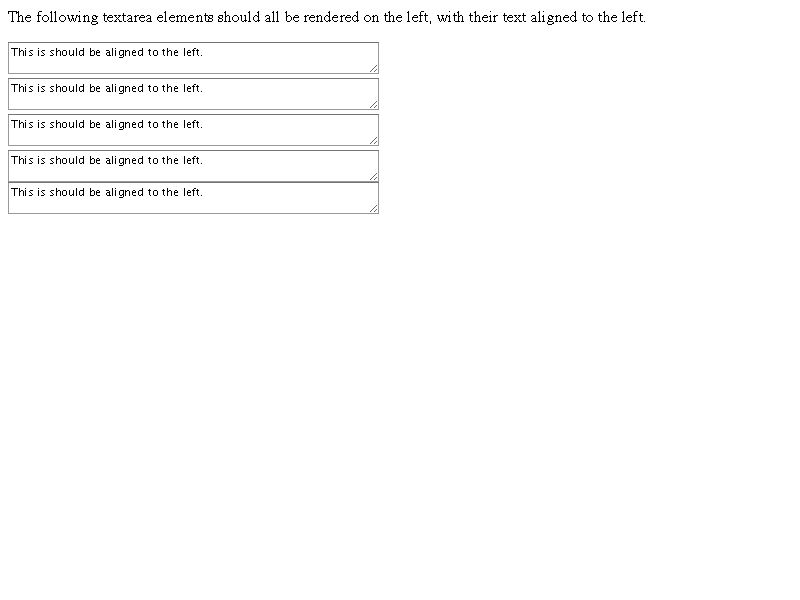 The following textarea elements should all be rendered on the left, with their text aligned to the left.
This is should be aligned to the left.
This is should be aligned to the left.
This is should be aligned to the left.
This is should be aligned to the left.
This is should be aligned to the left.